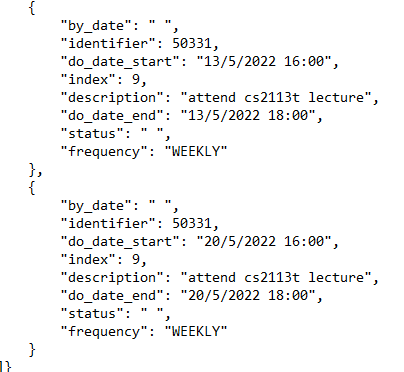 {
"by_date": " ",
"identifier": 50331,
"do_date_start": "13/5/2022 16:00",
"index": 9,
"description": "attend cs2113t lecture",
"do_date_end": "13/5/2022 18:00",
"status": " ",
"frequency": "WEEKLY"
},
{
"by_date": " ",
"identifier": 50331,
"do_date_start": "20/5/2022 16:00",
"index": 9,
"description": "attend cs2113t lecture",
"do_date_end": "20/5/2022 18:00",
"status": " ",
"frequency": "WEEKLY"
}
]}